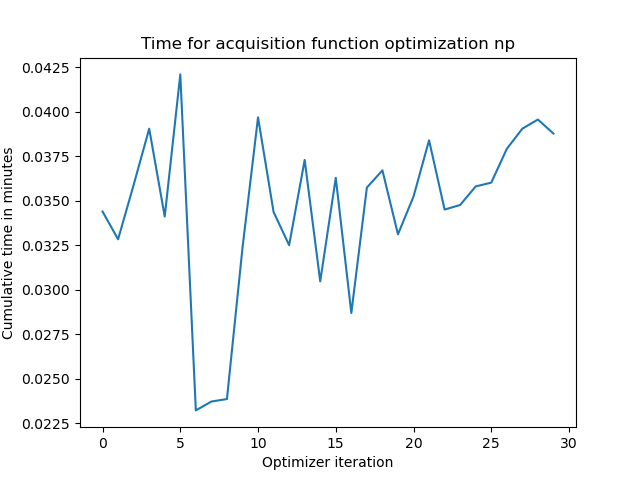 Time for acquisition function optimization np
Cumulative time in minutes
0.0425
0.0400
0.0375
0.0350
0.0325
0.0300
0.0275
0.0250
0.0225
0 5 10 15 20 25 30
Optimizer iteration